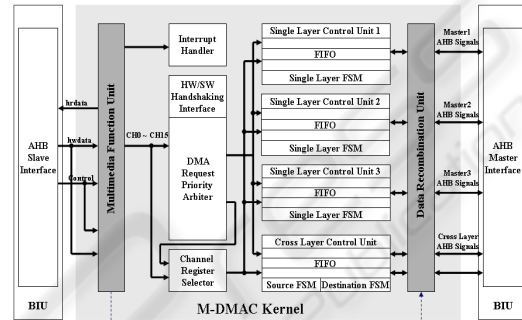 AHB
Slave
Interface
BIU
hrdata
hwdata
Control
Multimedia Function Unit
CH0 ~ CH15
Interrupt
Handler
HW/SW
Handshaking
Interface
DMA
Request
Priority
Arbiter
Channel
Register
Selector
Single Layer Control Unit 1
FIFO
Single Layer FSM
Single Layer Control Unit 2
FIFO
Single Layer FSM
Single Layer Control Unit 3
FIFO
Single Layer FSM
Cross Layer Control Unit
FIFO
Source FSM Destination FSM
Data Recombination Unit
Master1
AHB Signals
Master2
AHB Signals
Master3
AHB Signals
Cross Layer
AHB Signals
AHB
Master
Interface
BIU
M-DMAC Kernel